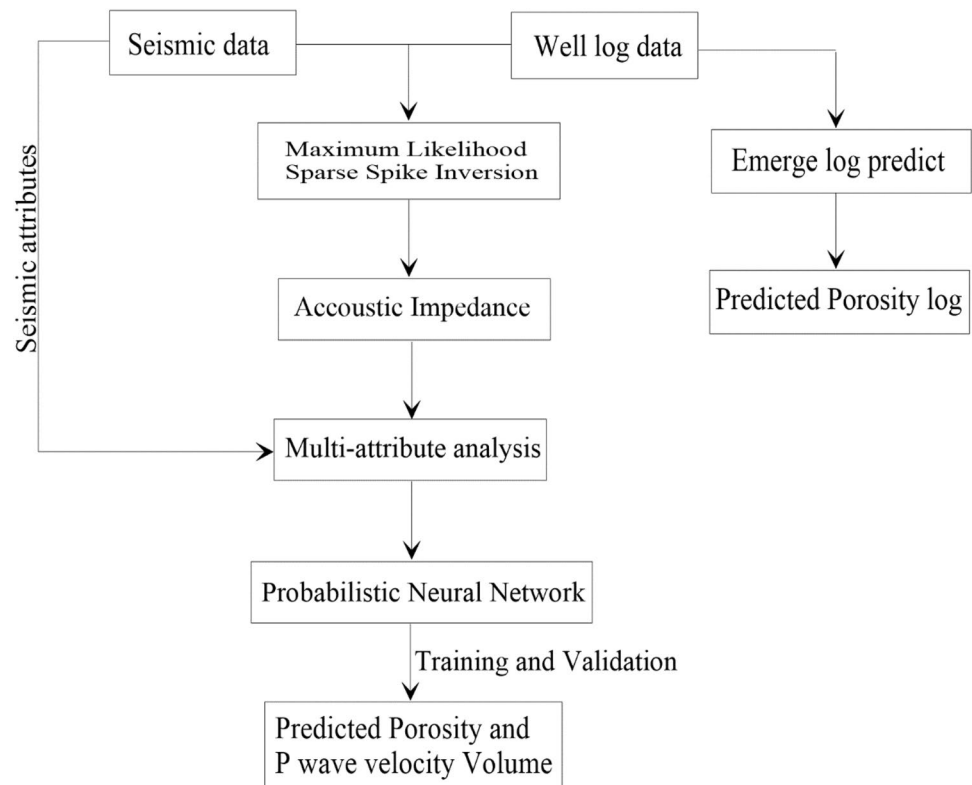 Seismic data
Well log data
Maximum Likelihood
Sparse Spike Inversion
Emerge log predict
Seismic attributes
Accoustic Impedance
Predicted Porosity log
Multi-attribute analysis
Probabilistic Neural Network
Training and Validation
Predicted Porosity and
P wave velocity Volume